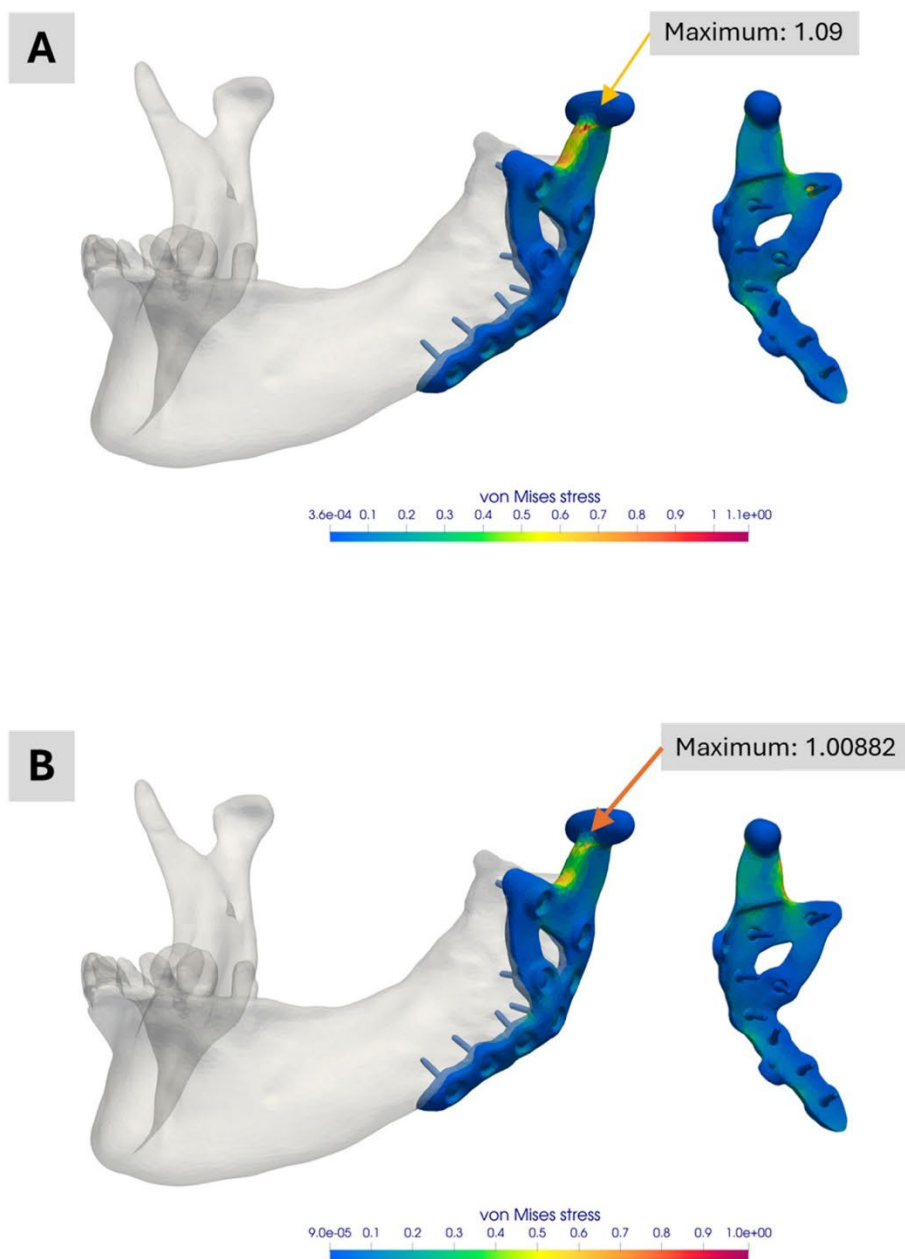 A
Maximum: 1.09
von Mises stress
3.6e-04 0.1 0.2 0.3 0.4 0.5 0.6 0.7 0.8 0.9 1 1.1e+00
B
Maximum: 1.00882
von Mises stress
9.0e-05 0.1 0.2 0.3 0.4 0.5 0.6 0.7 0.8 0.9 1.0e+00